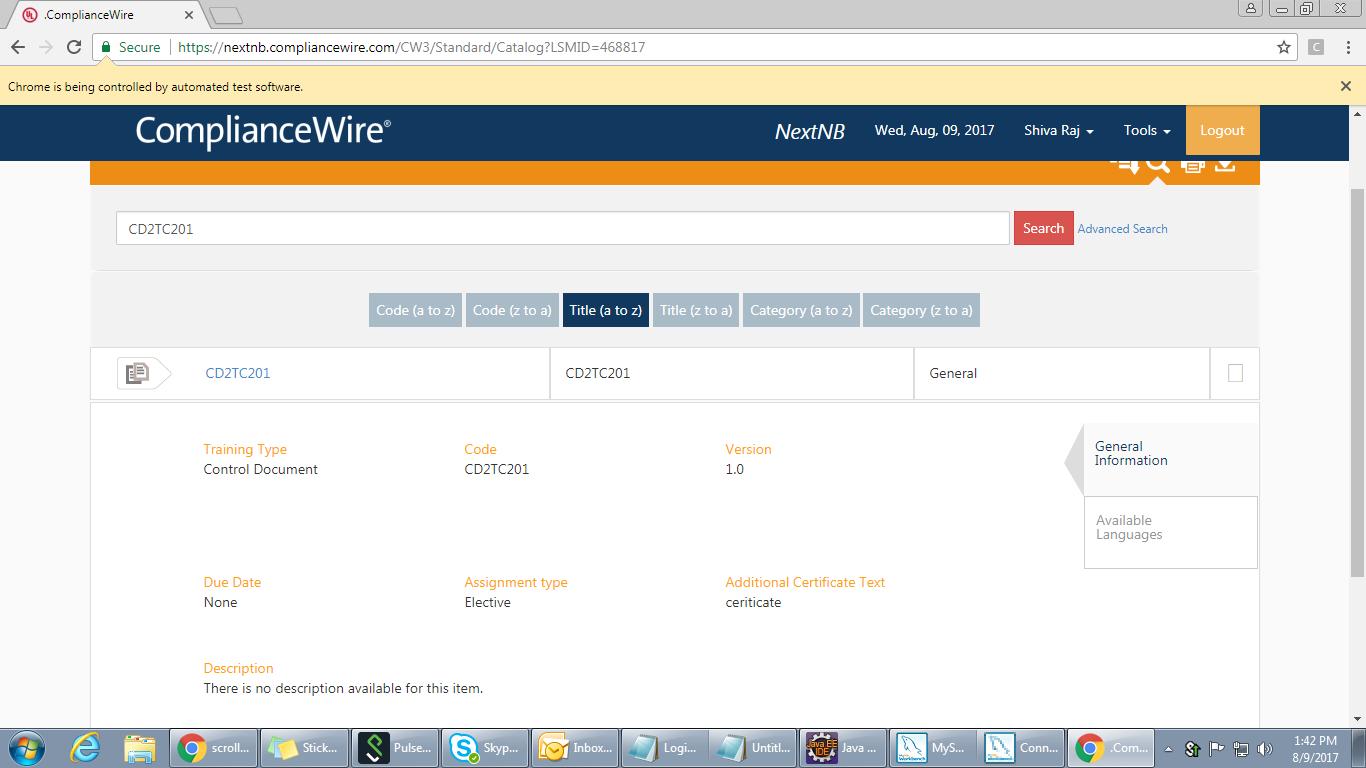 .ComplianceWire
Secure https://nextnb.compliancewire.com/CW3/Standard/Catalog?LSMID=468817
Chrome is being controlled by automated test software.
ComplianceWire® NextNB Wed, Aug, 09, 2017 Shiva Raj Tools Logout
CD2TC201 Search Advanced Search
Code (a to z) Code (z to a) Title (a to z) Title (z to a) Category (a to z) Category (z to a)
CD2TC201 CD2TC201 General
Training Type Code Version
Control Document CD2TC201 1.0
General
Information
Available
Languages
Due Date Assignment type Additional Certificate Text
None Elective ceriticate
Description
There is no description available for this item.
scroll... Stick... Pulse... Skyp... Inbox... Logi... Untitl... Java ... MyS... Conn... .Com...
1:42 PM
8/9/2017